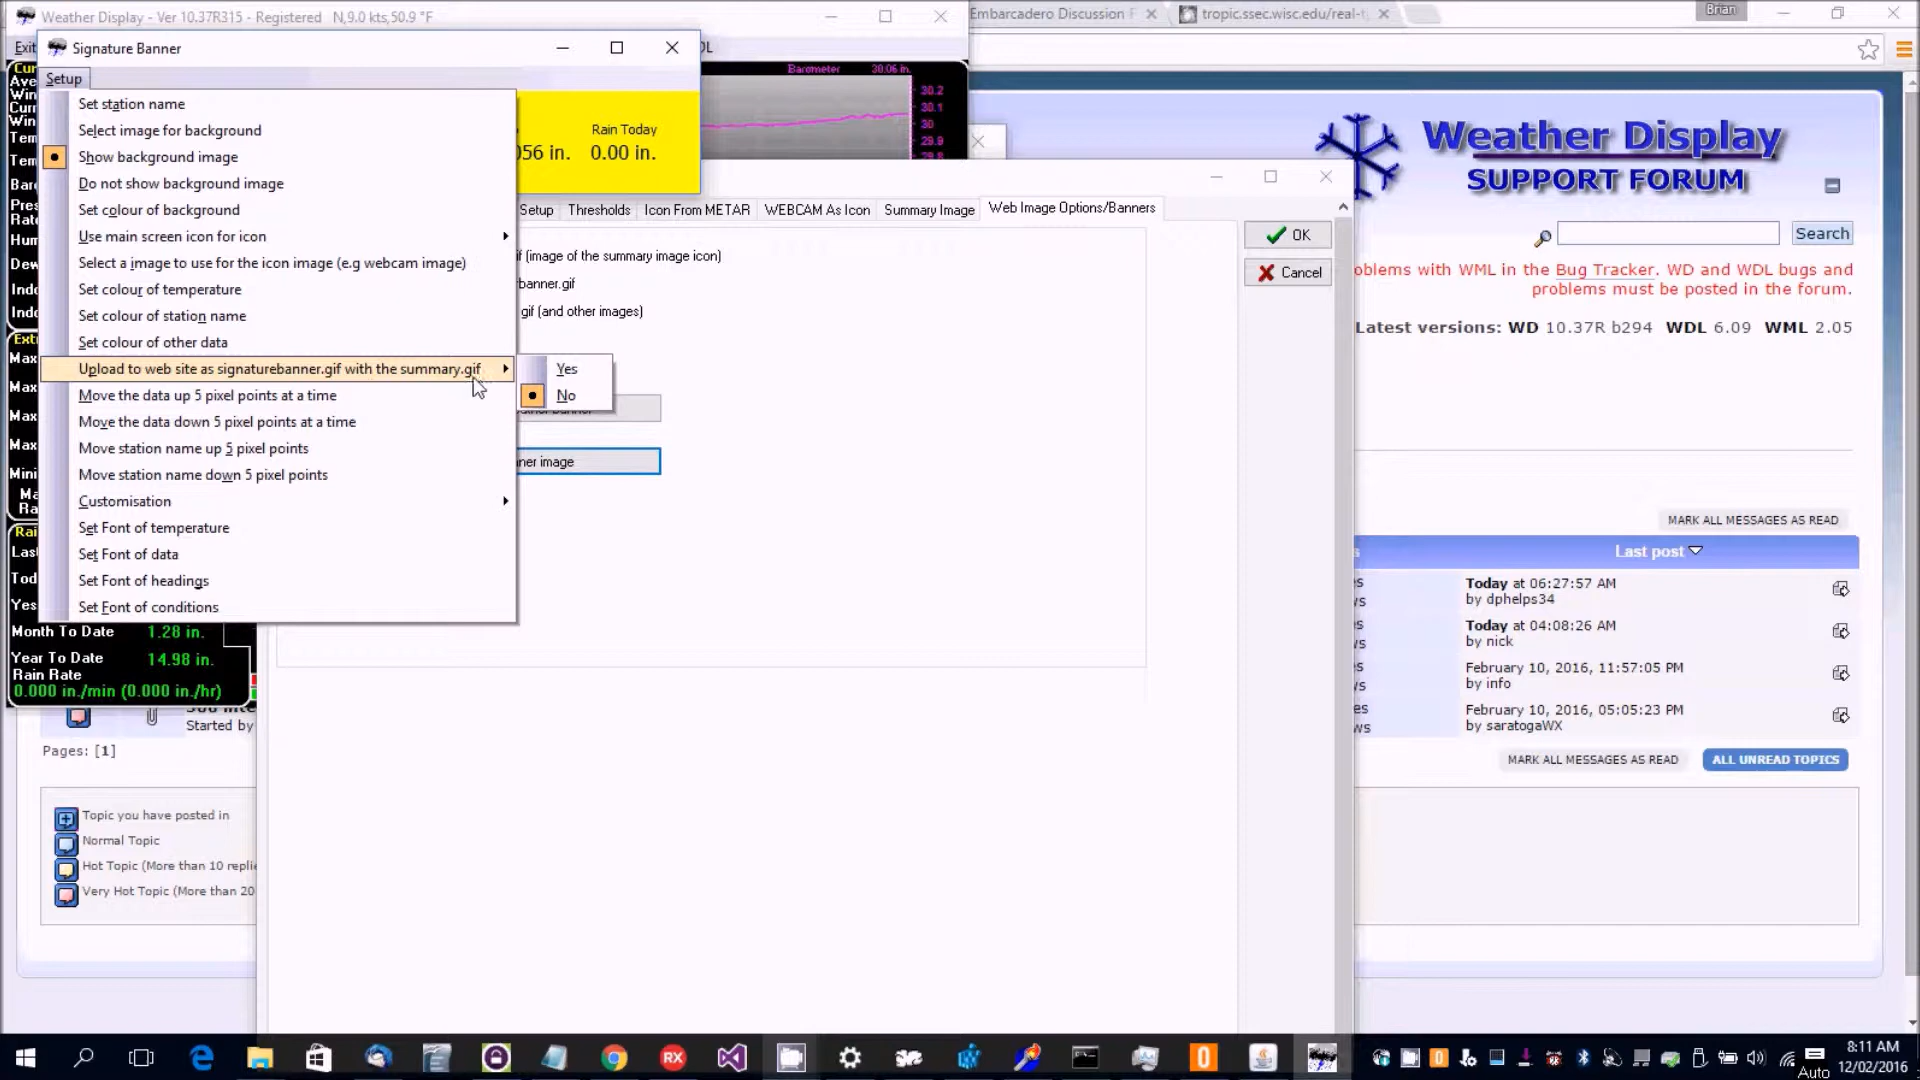 Weather Display - Ver 10.37R315 - Registered N,9.0 kts,50.9 °F
Embarcadero Discussion F
tropic.ssec.wisc.edu/real-t
Brian
Exit
Signature Banner
Setup
Set station name
Select image for background
Show background image
Do not show background image
Set colour of background
Use main screen icon for icon
Select a image to use for the icon image (e.g webcam image)
Set colour of temperature
Set colour of station name
Set colour of other data
Upload to web site as signaturebanner.gif with the summary.gif
Move the data up 5 pixel points at a time
Move the data down 5 pixel points at a time
Move station name up 5 pixel points
Move station name down 5 pixel points
Customisation
Set Font of temperature
Set Font of data
Set Font of headings
Set Font of conditions
Yes
No
Rain Today
056 in. 0.00 in.
Barometer 30.06 in.
30.2
30.1
30
29.9
29.8
Setup
Thresholds
Icon From METAR
WEBCAM As Icon
Summary Image
Web Image Options/Banners
if (image of the summary image icon)
rbanner.gif
gif (and other images)
ner image
OK
Cancel
Month To Date 1.28 in.
Year To Date 14.98 in.
Rain Rate
0.000 in./min (0.000 in./hr)
Started by
Pages: [1]
Topic you have posted in
Normal Topic
Hot Topic (More than 10 replie
Very Hot Topic (More than 20
Weather Display
SUPPORT FORUM
Search
oblems with WML in the Bug Tracker. WD and WDL bugs and
problems must be posted in the forum.
Latest versions: WD 10.37R b294 WDL 6.09 WML 2.05
MARK ALL MESSAGES AS READ
Last post
Today at 06:27:57 AM
by dphelps34
Today at 04:08:26 AM
by nick
February 10, 2016, 11:57:05 PM
by info
February 10, 2016, 05:05:23 PM
by saratogaWX
MARK ALL MESSAGES AS READ
ALL UNREAD TOPICS
RX
8:11 AM
12/02/2016
Auto